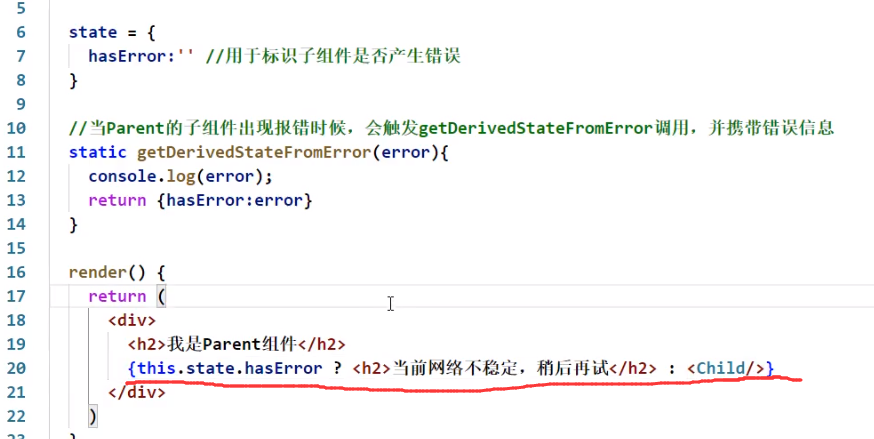 5
6 state = {
7 hasError:'' //用于标识子组件是否产生错误
8 }
9
10 //当Parent的子组件出现报错时候，会触发getDerivedStateFromError调用，并携带错误信息
11 static getDerivedStateFromError(error){
12 console.log(error);
13 return {hasError:error}
14 }
15
16 render() {
17 return (
18 <div>
19 <h2>我是Parent组件</h2>
20 {this.state.hasError ? <h2>当前网络不稳定，稍后再试</h2> : <Child/>}
21 </div>
22 )